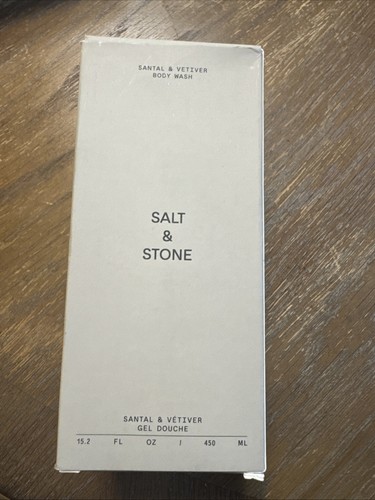 SANTAL & VETIVER
BODY WASH
SALT
&
STONE
SANTAL & VÉTIVER
GEL DOUCHE
15.2 FL OZ / 450 ML